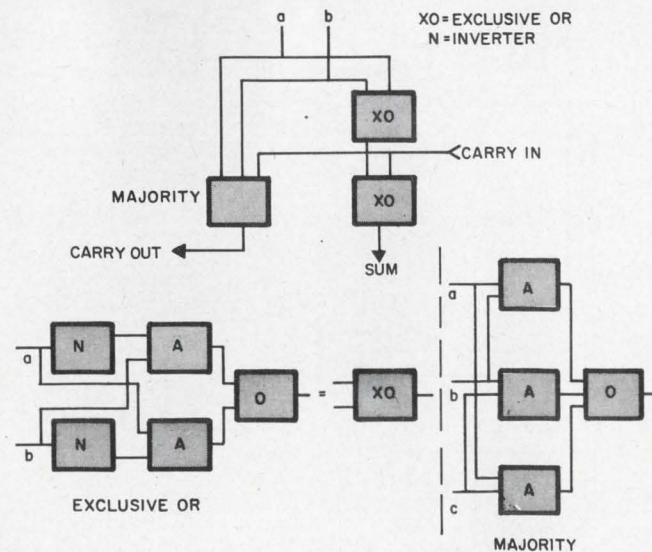 a b
XO = EXCLUSIVE OR
N = INVERTER
XO
CARRY IN
MAJORITY
XO
CARRY OUT
SUM
a
A
a
N
A
O
=
XO
b
A
O
b
N
A
c
A
EXCLUSIVE OR
MAJORITY